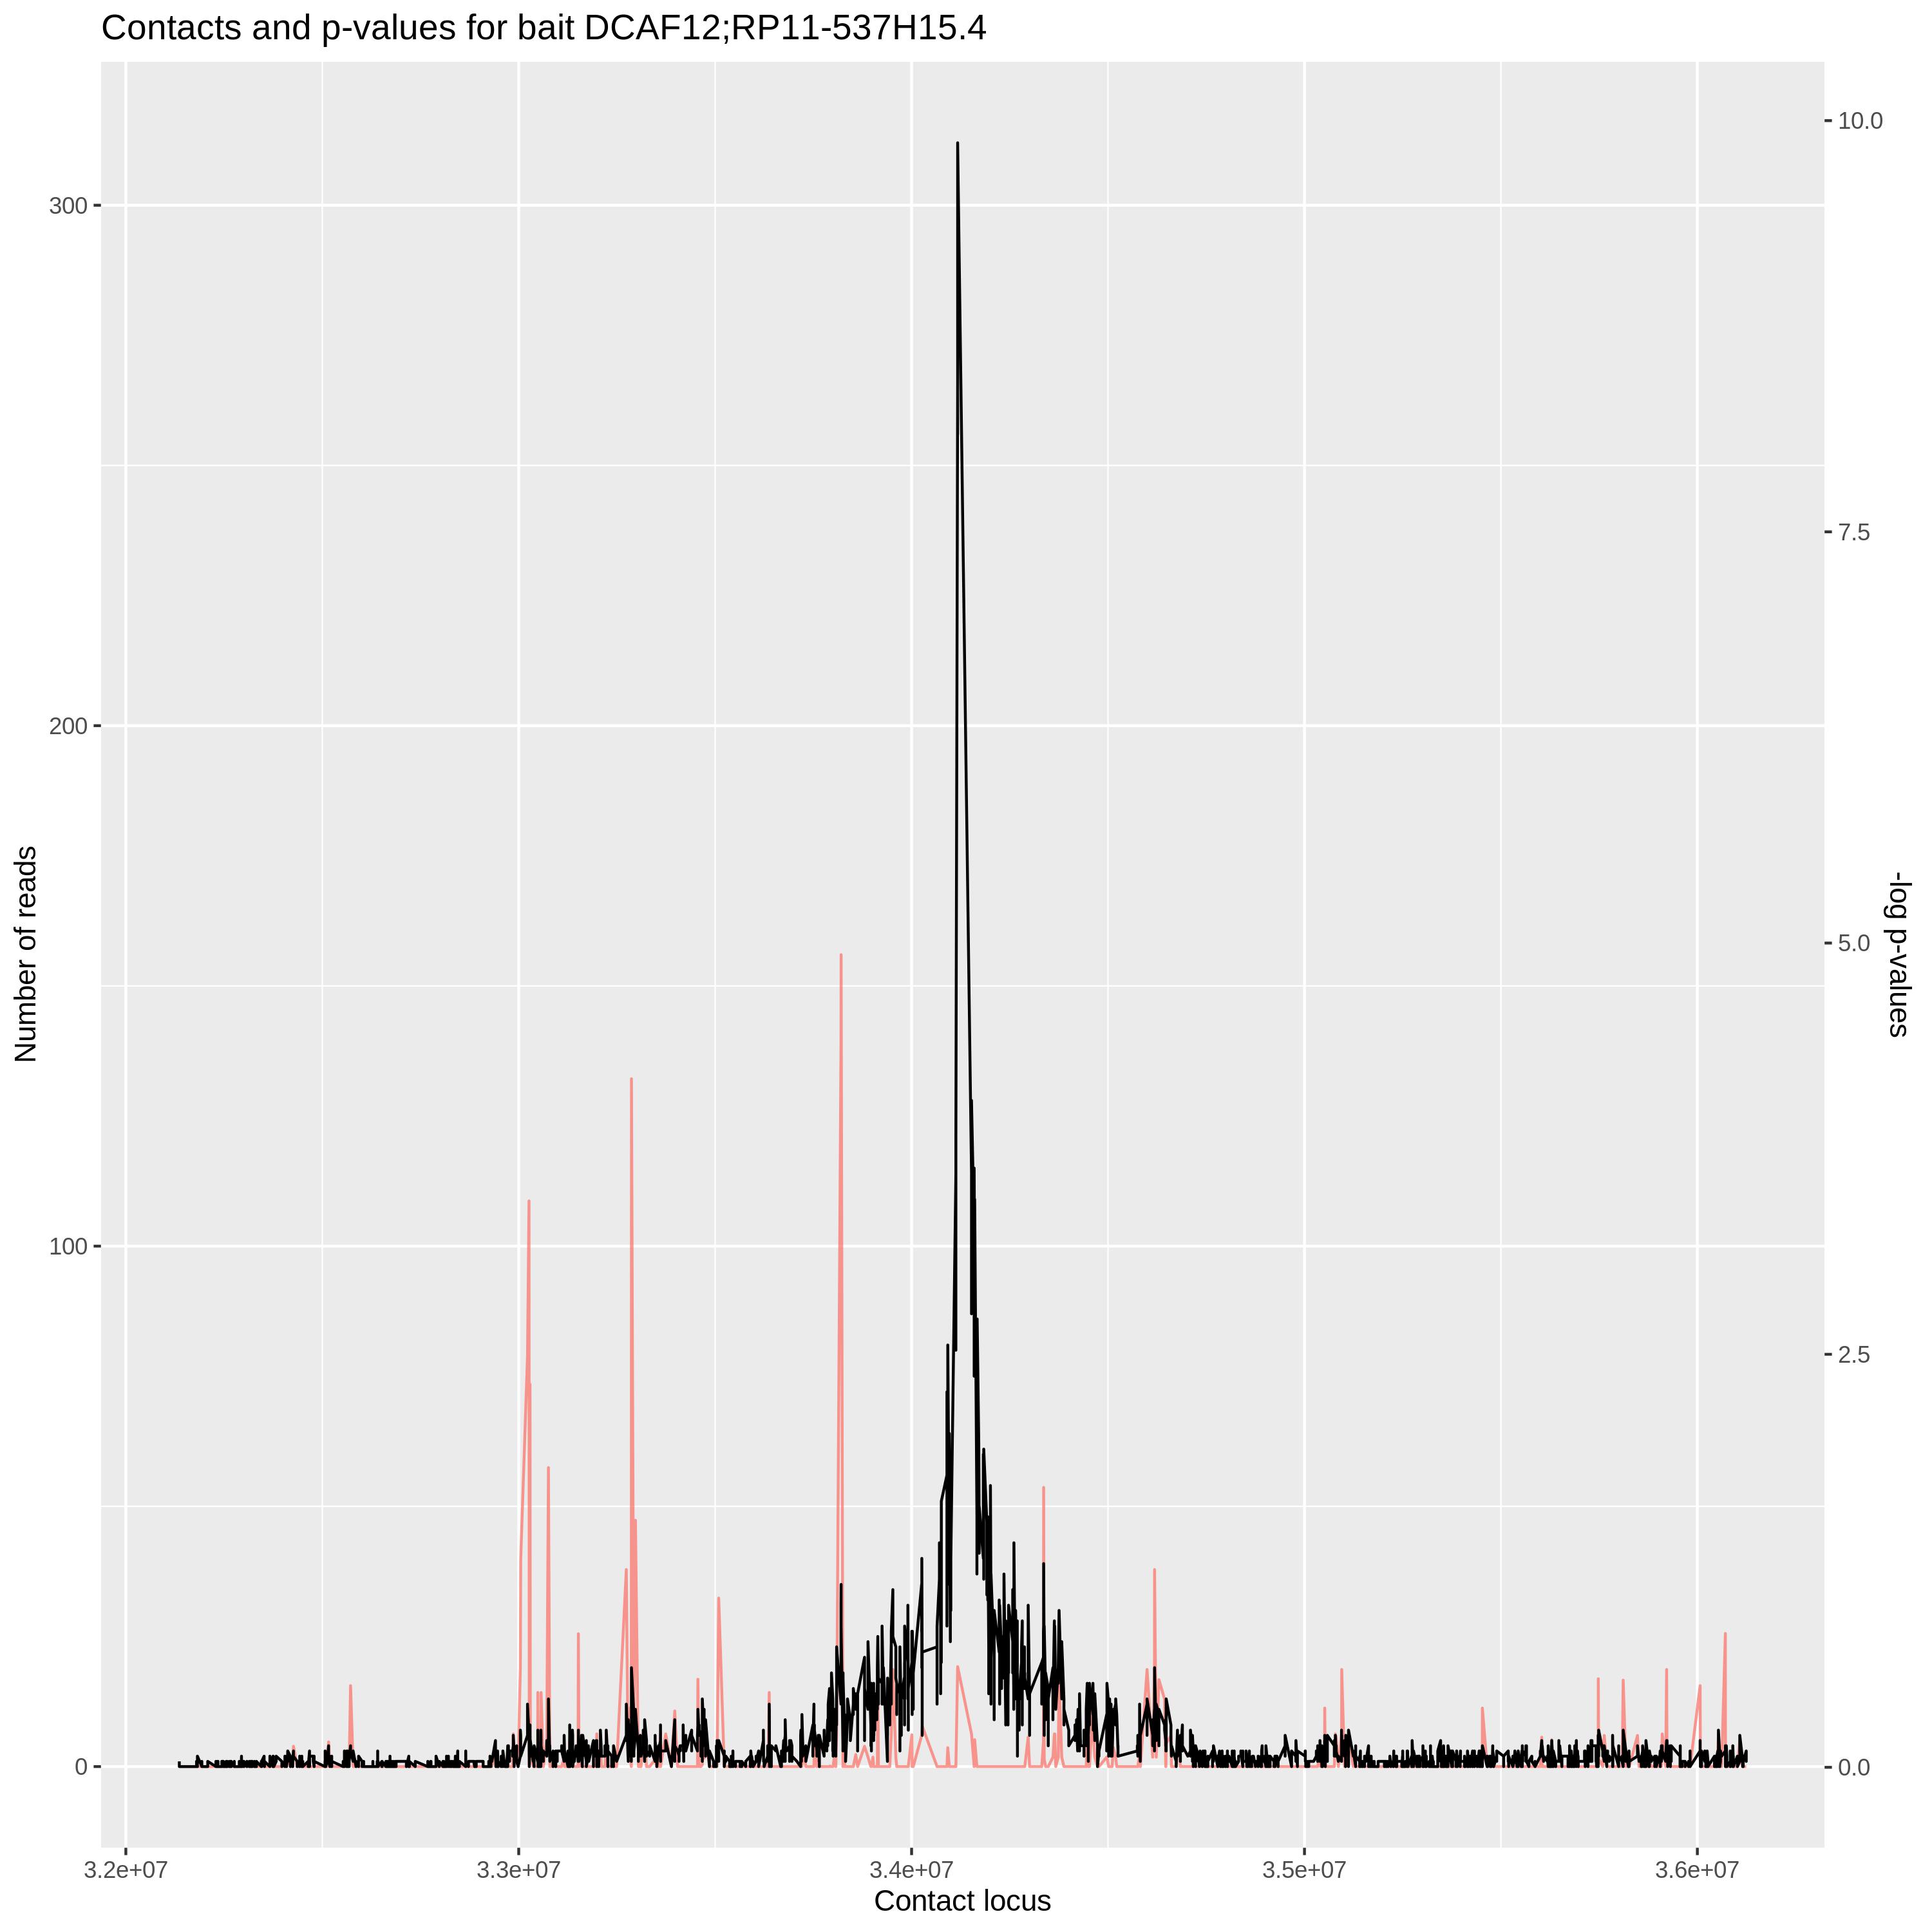 Contacts and p-values for bait DCAF12;RP11-537H15.4
300
200
100
0
Number of reads
10.0
7.5
5.0
2.5
0.0
-log p-values
3.2e+07
3.3e+07
3.4e+07
3.5e+07
3.6e+07
Contact locus